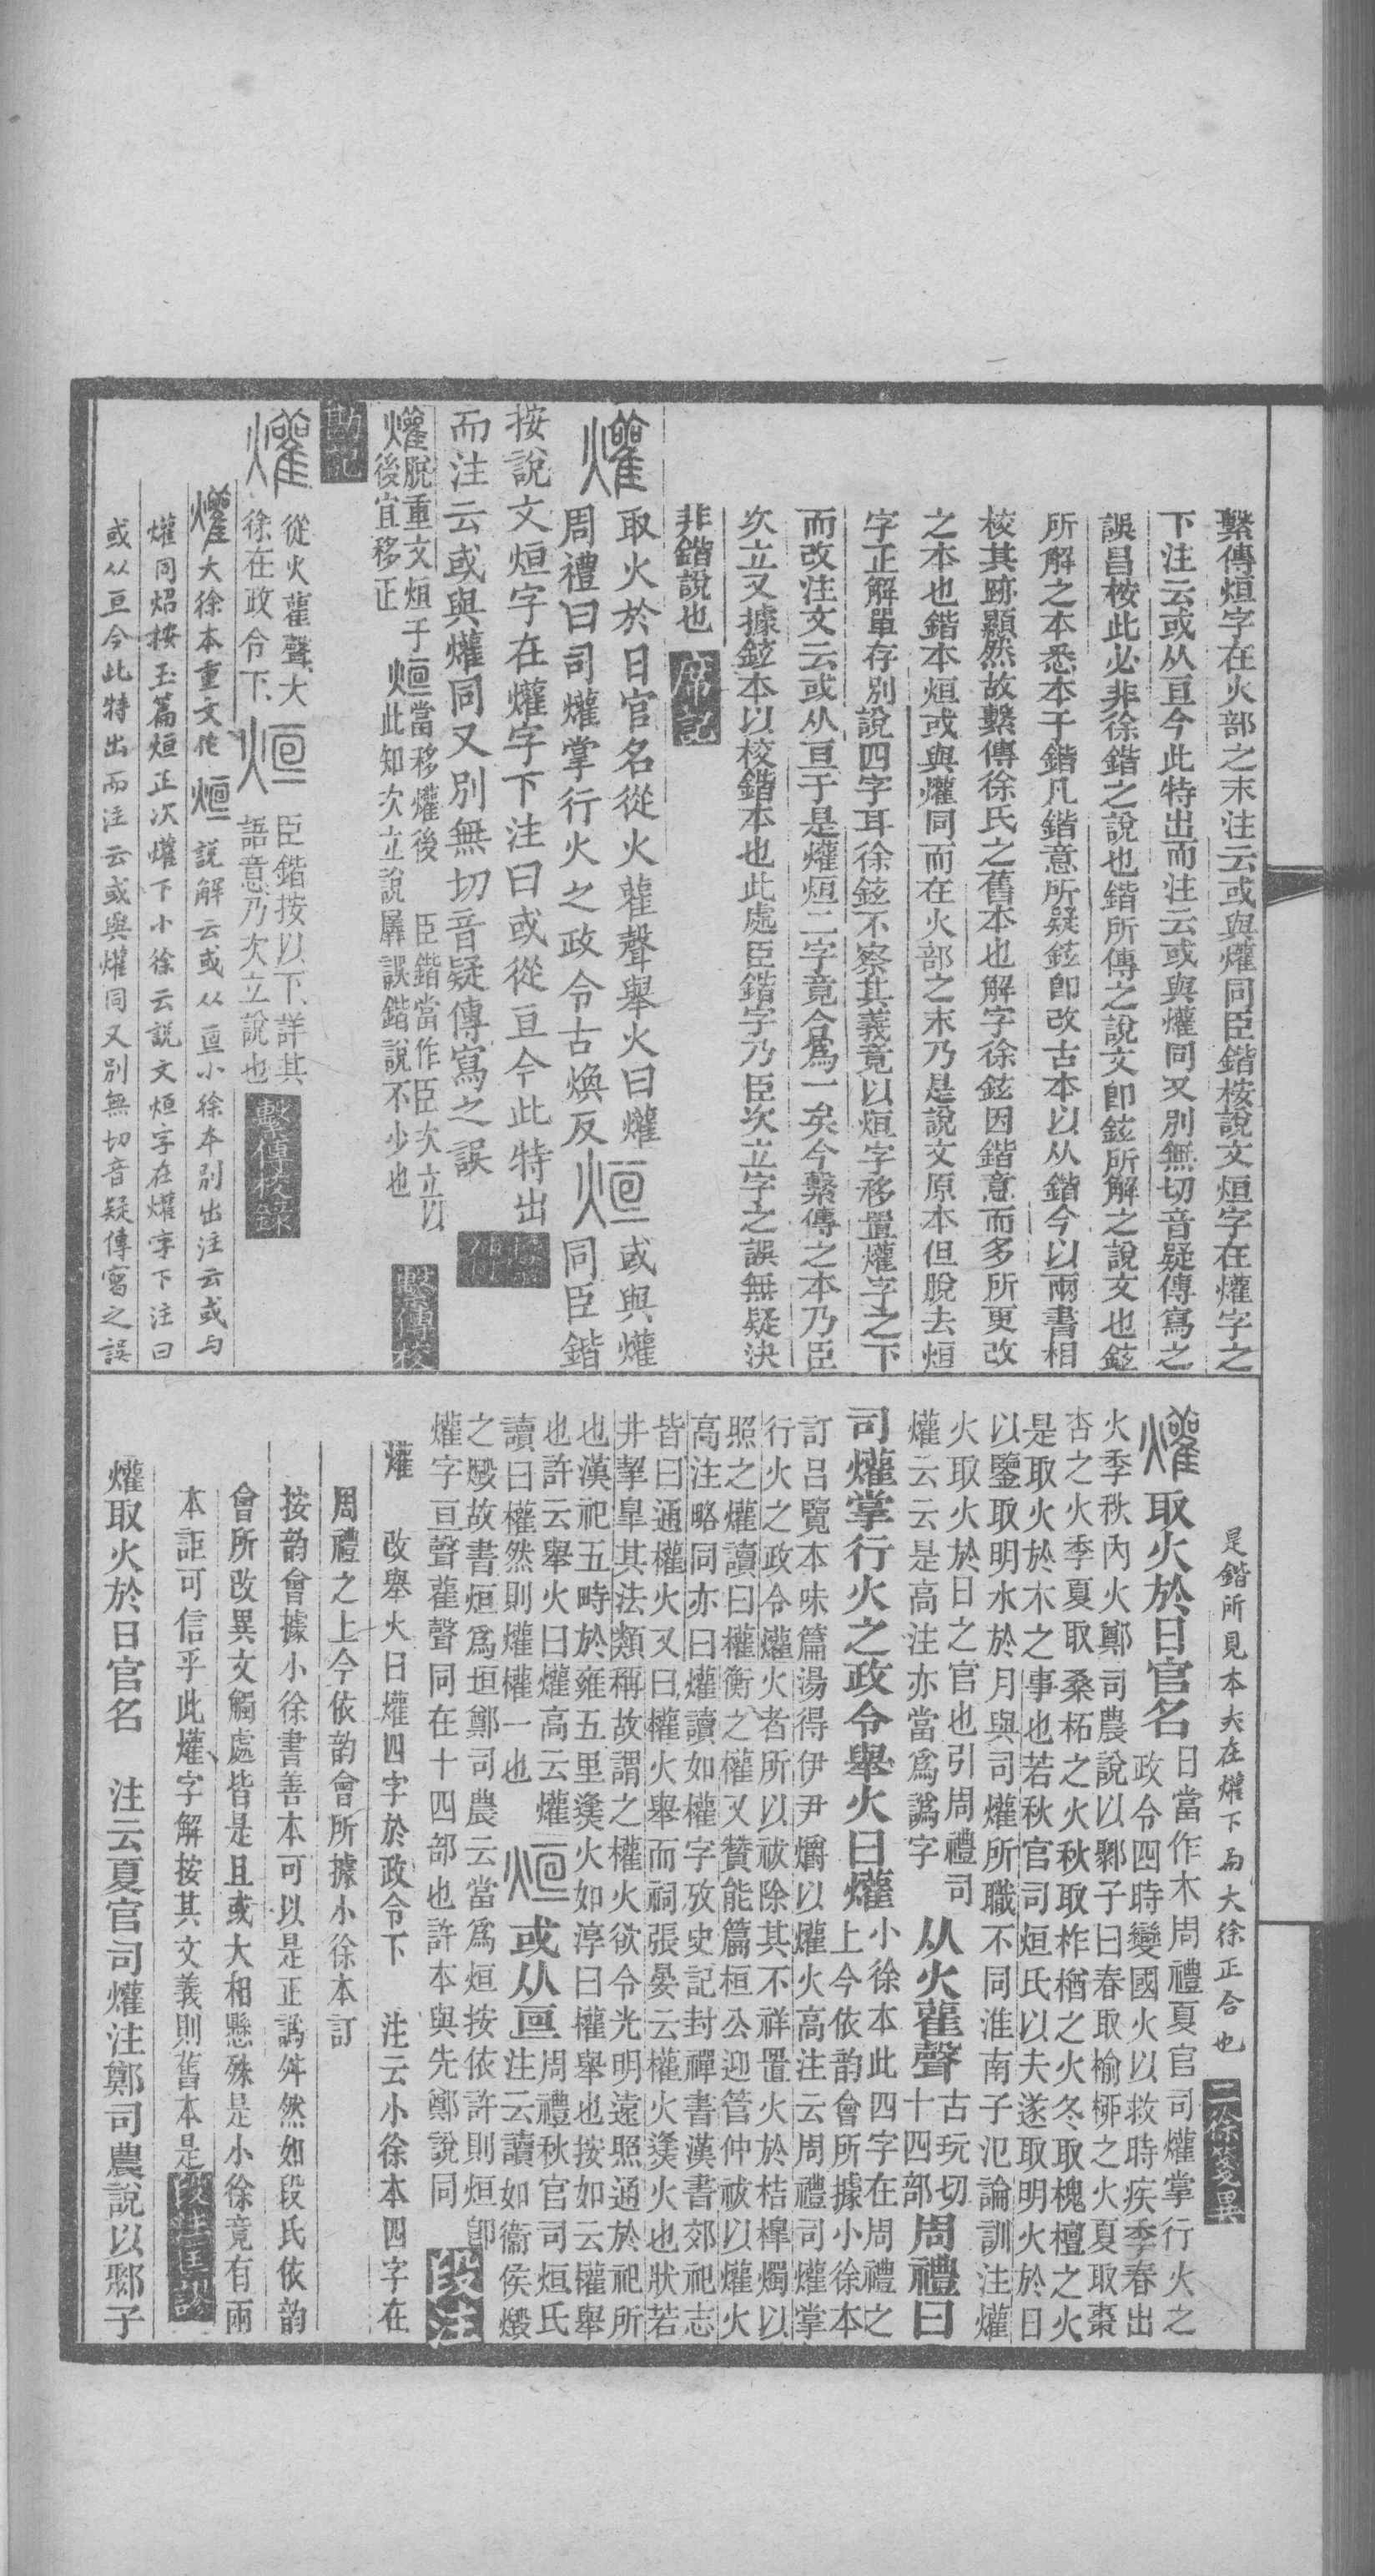 繫傳烜字在火部之末注云或與爟同臣鍇桉說文烜字在爟字之
下注云或从亘今此特出而注云或與爟同又別無切音疑傳寫之
誤昌桉此必非徐鍇之說也鍇所傳之說文卽鉉所解之說文也鉉
所解之本悉本于鍇凡鍇意所疑鉉卽改古本以从鍇今以兩書相
校其跡顯然故繫傳徐氏之舊本也解字徐鉉因鍇意而多所更改
之本也鍇本烜或與爟同而在火部之末乃是說文原本但脫去烜
字正解單存別說四字耳徐鉉不察其義竟以烜字移置爟字之下
而改注文云或从亘于是爟烜二字竟合爲一矣今繫傳之本乃臣
次立又據鉉本以校鍇本也此處臣鍇字乃臣次立字之誤無疑決
非鍇說也 席記
爟 取火於日官名從火雚聲舉火曰爟
周禮曰司爟掌行火之政令古煥反 烜 或與爟
同臣鍇
按說文烜字在爟字下注曰或從亘今此特出
而注云或與爟同又別無切音疑傳寫之誤
爟脫重文烜于烜當移爟後 臣鍇當作臣次立以
爟後宜移正 烜此知次立說羼誤鍇說不少也 繫傳校
勘記
爟 從火雚聲大
徐在政令下 烜 臣鍇按以下詳其
語意乃次立說也 繫傳校錄
爟大徐本重文作烜說解云或从亘小徐本別出注云或与
爟同炤按玉篇烜正次爟下小徐云說文烜字在爟字下注曰
或从亘今此特出而注云或與爟同又別無切音疑傳寫之誤
是鍇所見本夫在爟下而大徐正合也 二徐箋異
爟 取火於日官名 日當作木周禮夏官司爟掌行火之
政令四時變國火以救時疾季春出
火季秋內火鄭司農說以鄹子曰春取榆柳之火夏取棗
杏之火季夏取桑柘之火秋取柞楢之火冬取槐檀之火
是取火於木之事也若秋官司烜氏以夫遂取明火於日
以鑒取明水於月與司爟所職不同淮南子氾論訓注爟
火取火於日之官也引周禮司
爟云云是高注亦當爲譌字 从火雚聲 古玩切
十四部 周禮曰
司爟掌行火之政令舉火曰爟 小徐本此四字在周禮之
上今依韵會所據小徐本
訂呂覽本味篇湯得伊尹爝以爟火高注云周禮司爟掌
行火之政令爟火者所以祓除其不祥置火於桔橰燭以
照之爟讀曰權衡之權又贊能篇桓公迎管仲祓以爟火
高注略同亦曰爟讀如權字攷史記封禪書漢書郊祀志
皆曰通權火又曰權火舉而祠張晏云權火㷭火也狀若
井挈皐其法類稱故謂之權火欲令光明遠照通於祀所
也漢祀五畤於雍五里㷭火如淳曰權舉也按如云權舉
也許云舉火曰爟高云爟
讀曰權然則爟權一也 烜 或从亘 周禮秋官司烜氏
注云讀如衞侯燬
之燬故書烜爲垣鄭司農云當爲烜按依許則烜卽
爟字亘聲雚聲同在十四部也許本與先鄭說同 段注
爟 改舉火曰爟四字於政令下 注云小徐本四字在
周禮之上今依韵會所據小徐本訂
按韵會據小徐書善本可以是正譌舛然如段氏依韵
會所改異文觸處皆是且或大相懸殊是小徐竟有兩
本詎可信乎此爟字解按其文義則舊本是 段注匡謬
爟取火於日官名 注云夏官司爟注鄭司農說以鄹子